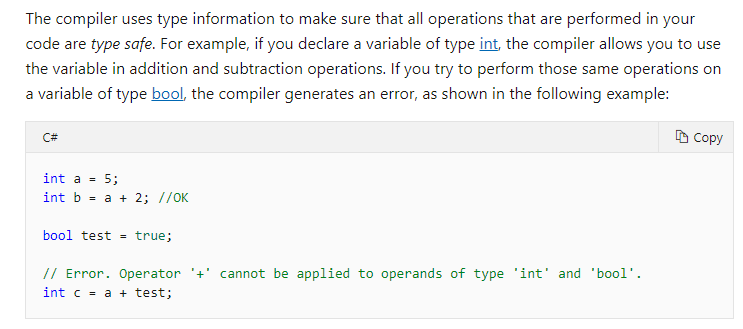 The compiler uses type information to make sure that all operations that are performed in your
code are type safe. For example, if you declare a variable of type int, the compiler allows you to use
the variable in addition and subtraction operations. If you try to perform those same operations on
a variable of type bool, the compiler generates an error, as shown in the following example:
C#
Copy
int a = 5;
int b = a + 2; //OK
bool test = true;
// Error. Operator '+' cannot be applied to operands of type 'int' and 'bool'.
int c = a + test;